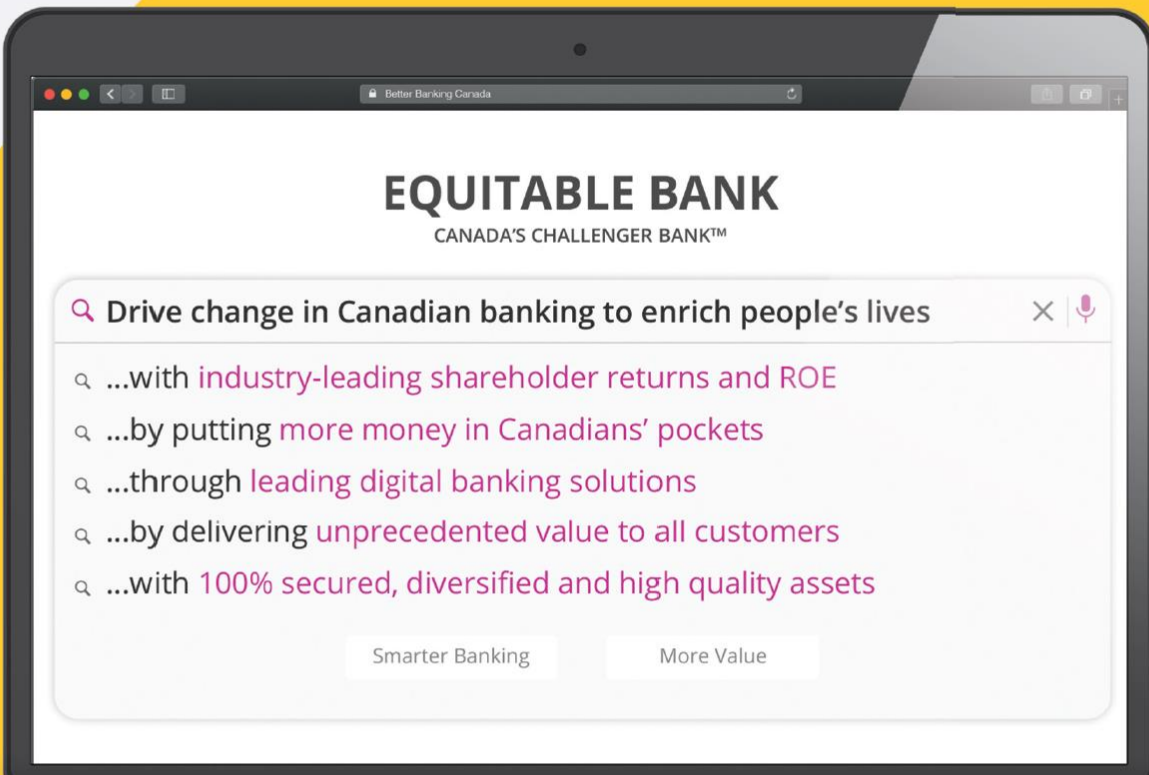 Better Banking Canada
EQUITABLE BANK
CANADA'S CHALLENGER BANK™
Drive change in Canadian banking to enrich people's lives
...with industry-leading shareholder returns and ROE
...by putting more money in Canadians' pockets
...through leading digital banking solutions
...by delivering unprecedented value to all customers
...with 100% secured, diversified and high quality assets
Smarter Banking More Value